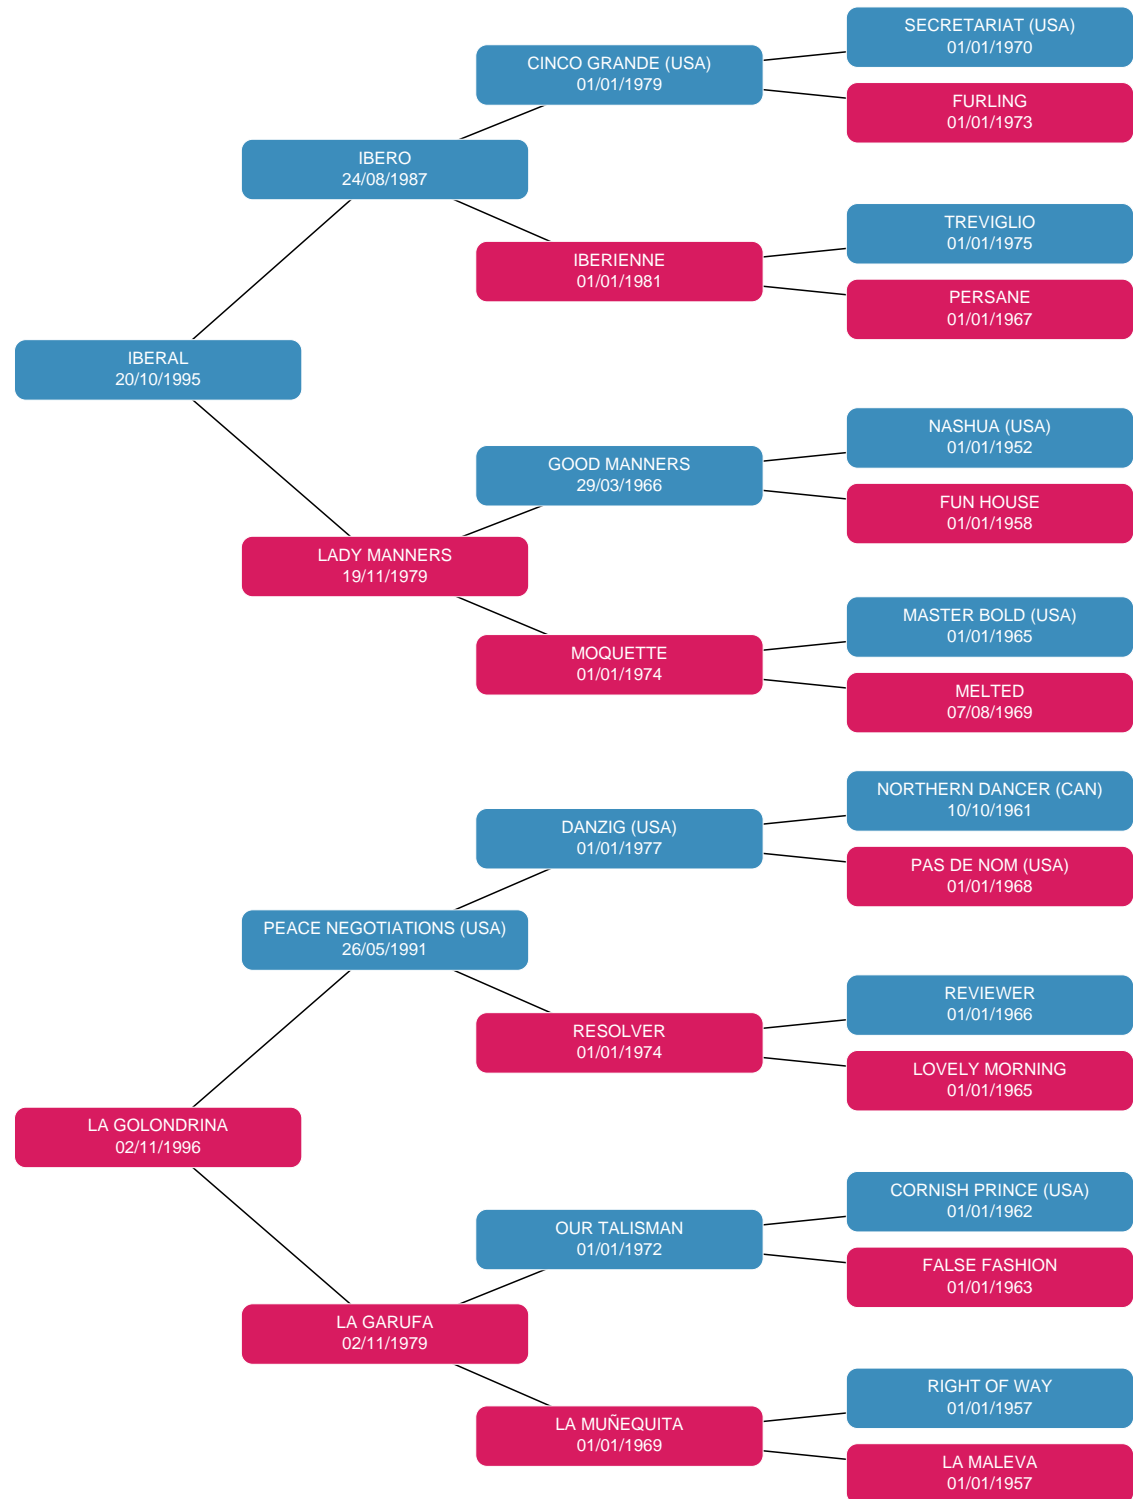 SECRETARIAT (USA)
01/01/1970
CINCO GRANDE (USA)
01/01/1979
FURLING
01/01/1973
IBERO
24/08/1987
TREVIGLIO
01/01/1975
IBERIENNE
01/01/1981
PERSANE
01/01/1967
IBERAL
20/10/1995
NASHUA (USA)
01/01/1952
GOOD MANNERS
29/03/1966
FUN HOUSE
01/01/1958
LADY MANNERS
19/11/1979
MASTER BOLD (USA)
01/01/1965
MOQUETTE
01/01/1974
MELTED
07/08/1969
NORTHERN DANCER (CAN)
10/10/1961
DANZIG (USA)
01/01/1977
PAS DE NOM (USA)
01/01/1968
PEACE NEGOTIATIONS (USA)
26/05/1991
REVIEWER
01/01/1966
RESOLVER
01/01/1974
LOVELY MORNING
01/01/1965
LA GOLONDRINA
02/11/1996
CORNISH PRINCE (USA)
01/01/1962
OUR TALISMAN
01/01/1972
FALSE FASHION
01/01/1963
LA GARUFA
02/11/1979
RIGHT OF WAY
01/01/1957
LA MUÑEQUITA
01/01/1969
LA MALEVA
01/01/1957